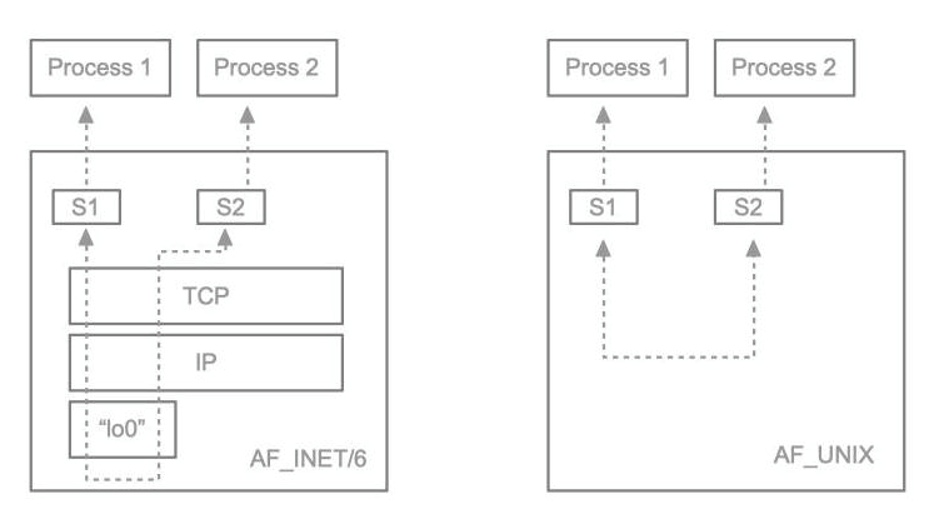 Process 1
Process 2
S1
S2
TCP
IP
“lo0”
AF_INET/6
Process 1
Process 2
S1
S2
AF_UNIX